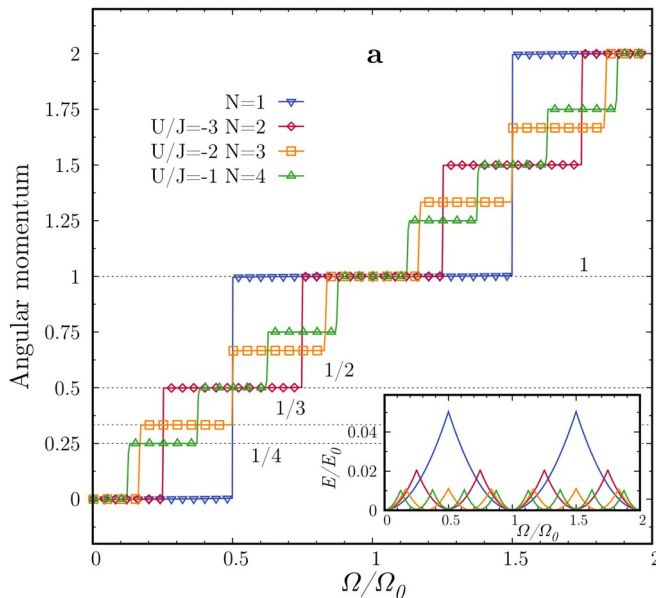 a
N=1
U/J=-3 N=2
U/J=-2 N=3
U/J=-1 N=4
Angular momentum
2
1.75
1.5
1.25
1
0.75
0.5
0.25
0
1
1/2
1/3
1/4
E/E0
0.04
0.02
0
0
0.5
1
1.5
2
Ω/Ω0
0
0.5
1
1.5
2
Ω/Ω0